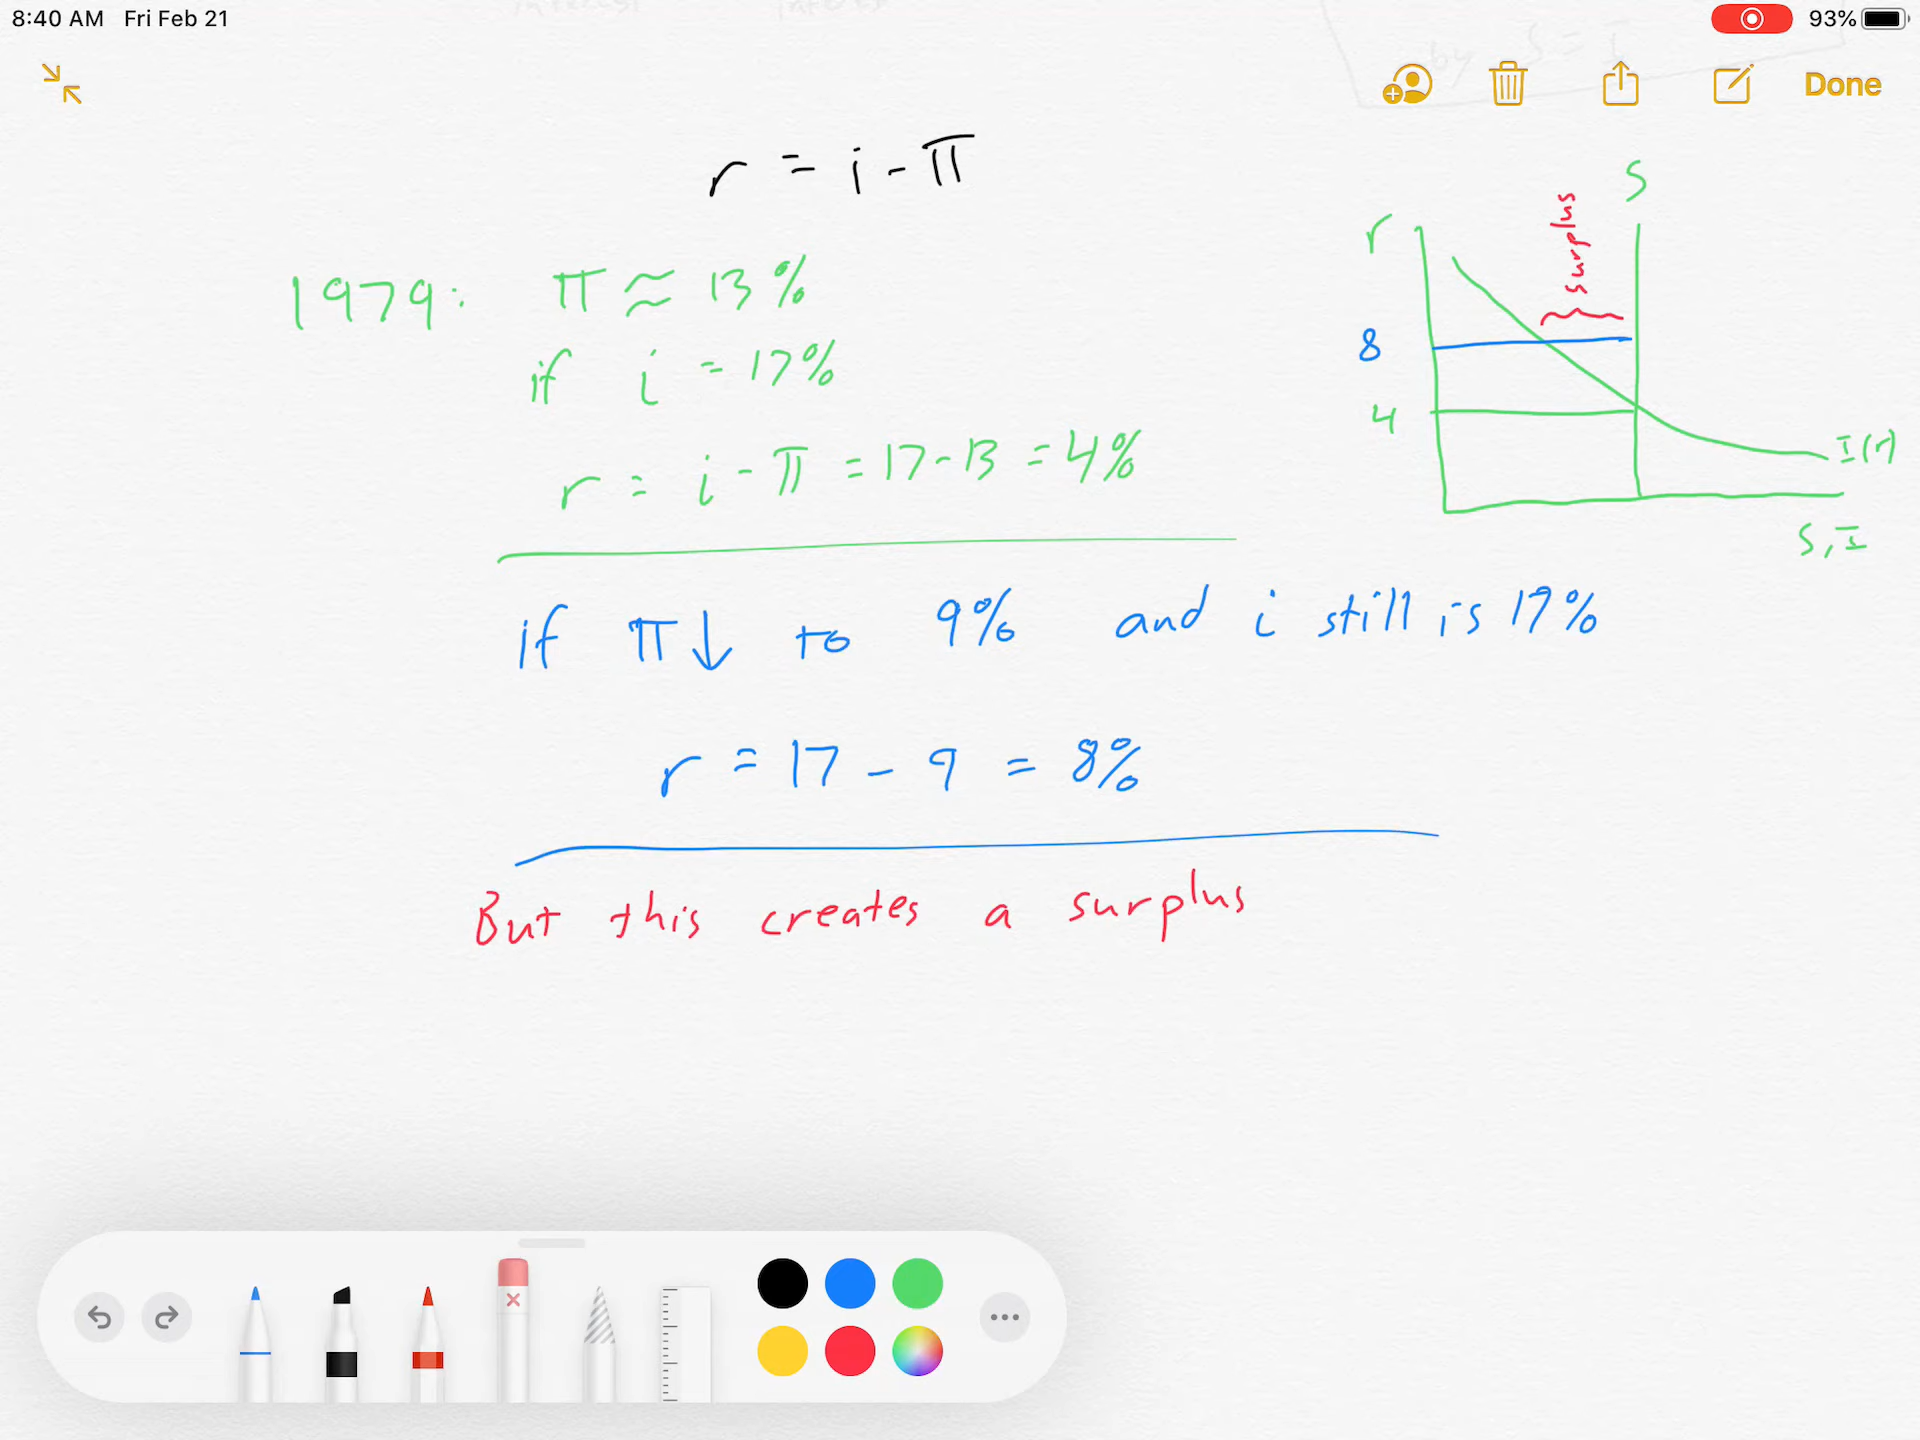 8:40 AM Fri Feb 21
93%
by S = I
Done
r = i - π
S
surplus
r
1979: π ≈ 13%
8
if i = 17%
4
I(r)
r = i - π = 17 - 13 = 4%
S, I
if π↓ to 9% and i still is 17%
r = 17 - 9 = 8%
But this creates a surplus